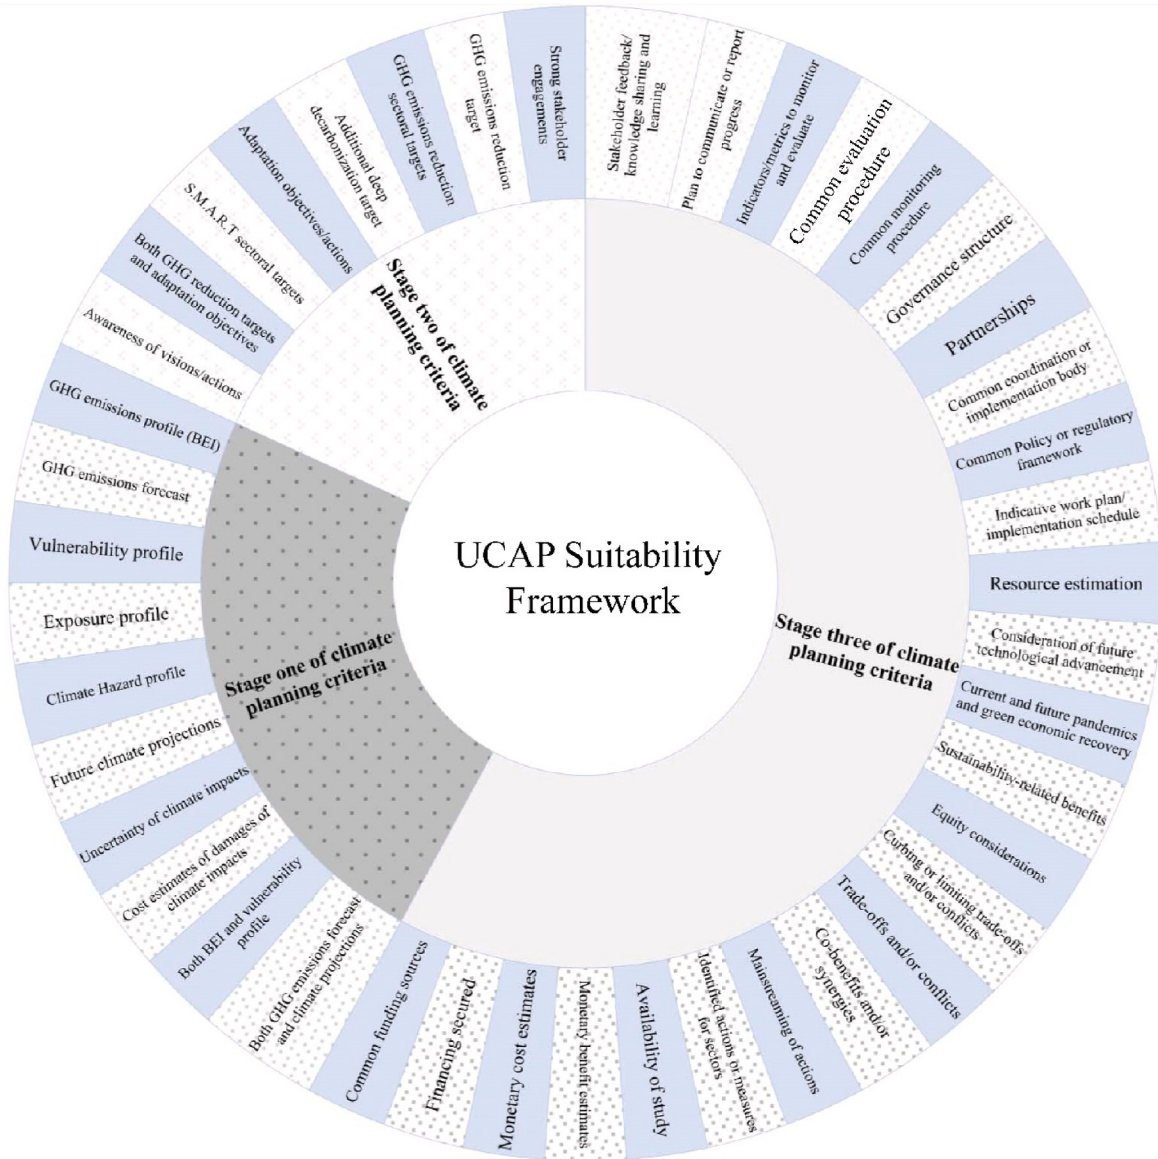 UCAP Suitability
Framework
Stage one of climate
planning criteria
Stage two of climate
planning criteria
Stage three of climate
planning criteria
Stakeholder feedback/
knowledge sharing and
learning
Plan to communicate or report
progress
Indicators/metrics to monitor
and evaluate
Common evaluation
procedure
Common monitoring
procedure
Governance structure
Partnerships
Common coordination or
implementation body
Common Policy or regulatory
framework
Indicative work plan/
implementation schedule
Resource estimation
Consideration of future
technological advancement
Current and future pandemics
and green economic recovery
Sustainability-related benefits
Equity considerations
Curbing or limiting trade-offs
and/or conflicts
Trade-offs and/or conflicts
Co-benefits and/or
synergies
Mainstreaming of actions
Identified actions or measures
for sectors
Availability of study
Monetary benefit estimates
Monetary cost estimates
Financing secured
Common funding sources
Both GHG emissions forecast
and climate projections
Both BEI and vulnerability
profile
Cost estimates of damages of
climate impacts
Uncertainty of climate impacts
Future climate projections
Climate Hazard profile
Exposure profile
Vulnerability profile
GHG emissions forecast
GHG emissions profile (BEI)
Awareness of visions/actions
Both GHG reduction targets
and adaptation objectives
S.M.A.R.T sectoral targets
Adaptation objectives/actions
Additional deep
decarbonization target
GHG emissions reduction
sectoral targets
GHG emissions reduction
target
Strong stakeholder
engagements